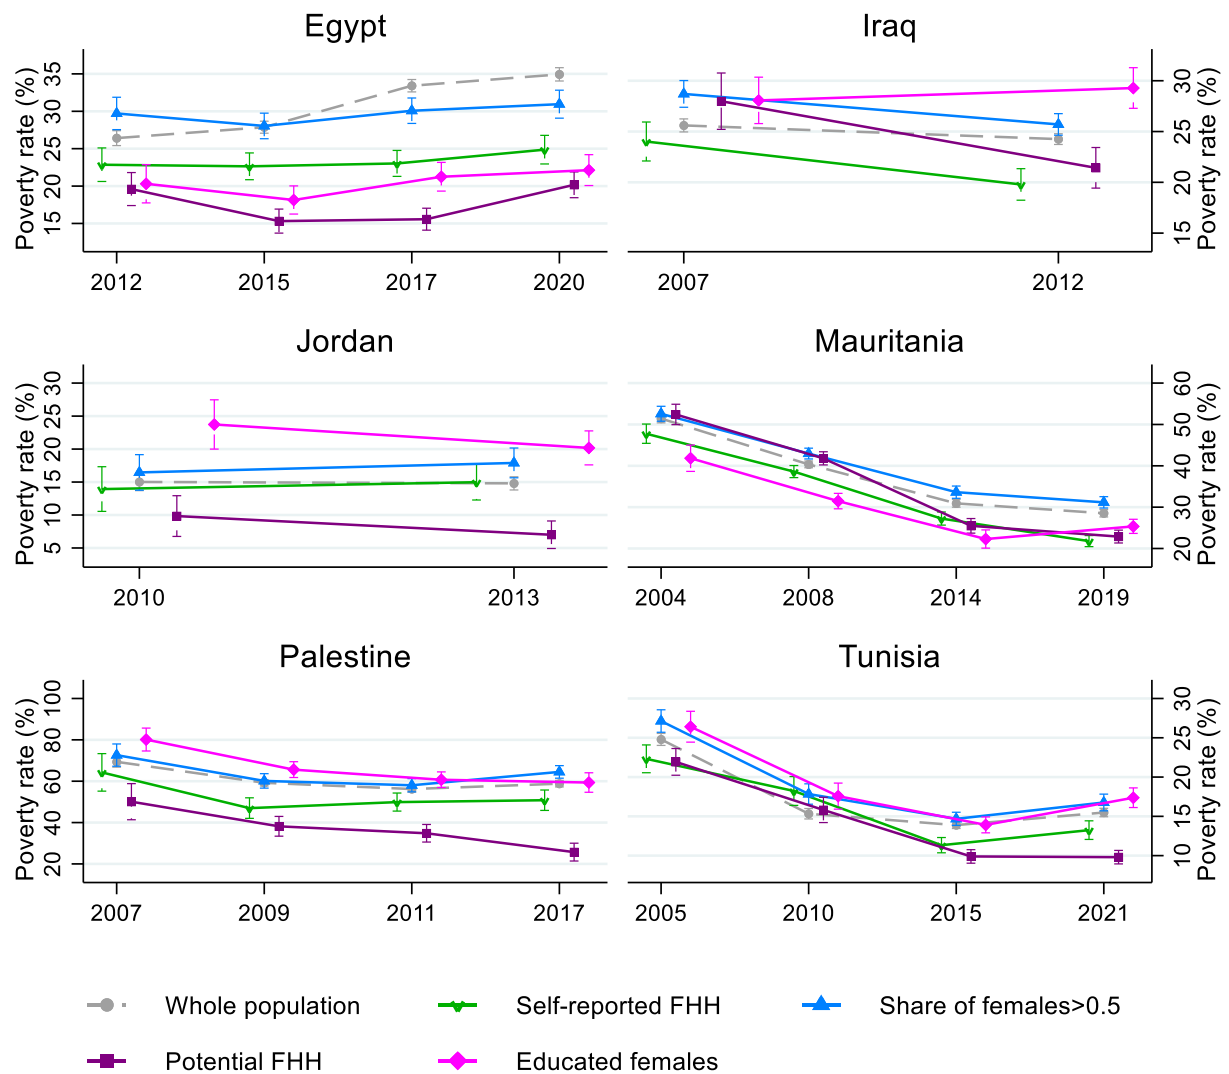 Egypt
Poverty rate (%)
35
30
25
20
15
2012 2015 2017 2020
Iraq
Poverty rate (%)
30
25
20
15
2007 2012
Jordan
Poverty rate (%)
30
25
20
15
10
5
2010 2013
Mauritania
Poverty rate (%)
60
50
40
30
20
2004 2008 2014 2019
Palestine
Poverty rate (%)
100
80
60
40
20
2007 2009 2011 2017
Tunisia
Poverty rate (%)
30
25
20
15
10
2005 2010 2015 2021
Whole population Self-reported FHH Share of females>0.5
Potential FHH Educated females